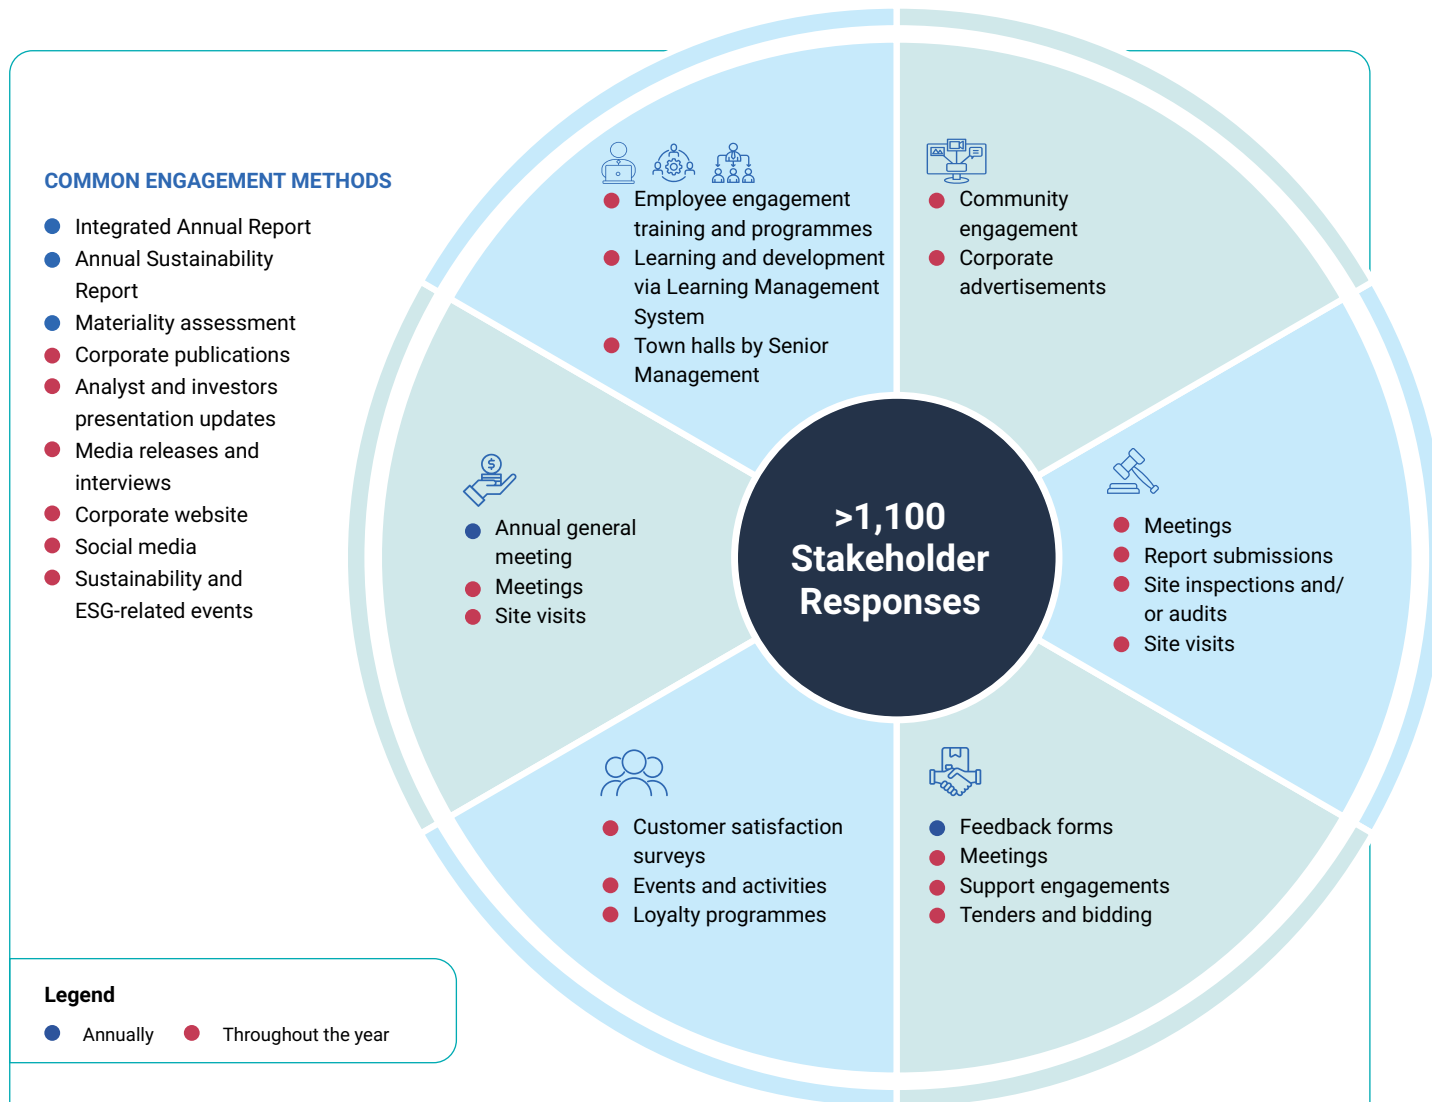 COMMON ENGAGEMENT METHODS
Integrated Annual Report
Annual Sustainability
Report
Materiality assessment
Corporate publications
Analyst and investors
presentation updates
Media releases and
interviews
Corporate website
Social media
Sustainability and
ESG-related events
Employee engagement
training and programmes
Learning and development
via Learning Management
System
Town halls by Senior
Management
Community
engagement
Corporate
advertisements
$
Annual general
meeting
Meetings
Site visits
>1,100
Stakeholder
Responses
Meetings
Report submissions
Site inspections and/
or audits
Site visits
Customer satisfaction
surveys
Events and activities
Loyalty programmes
Feedback forms
Meetings
Support engagements
Tenders and bidding
Legend
Annually
Throughout the year